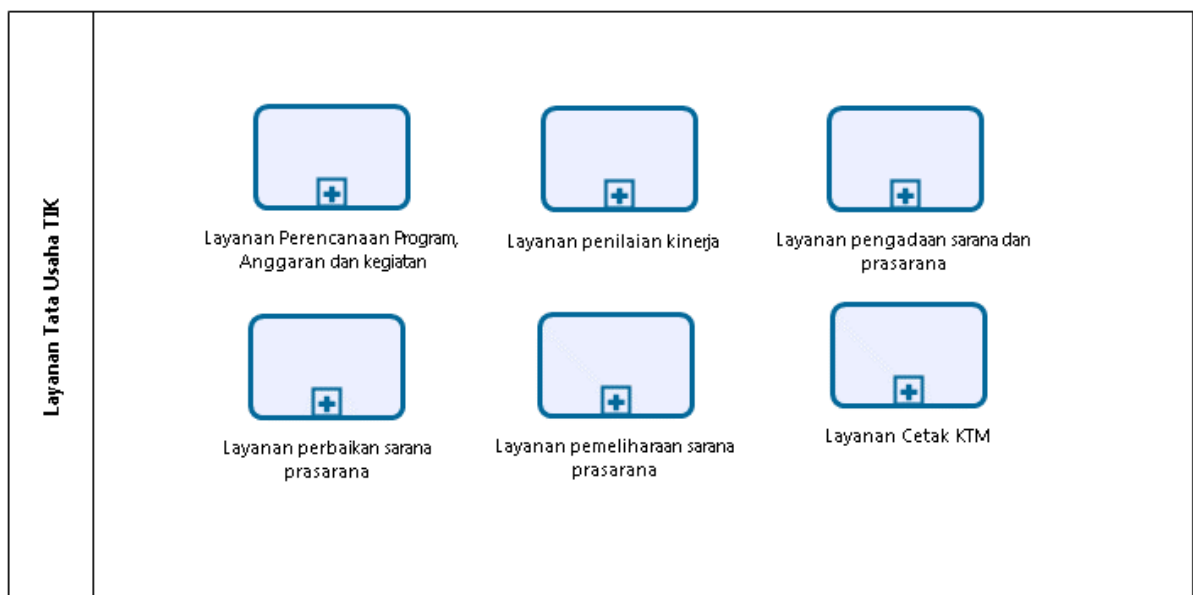 Layanan Tata Usaha TIK
Layanan Perencanaan Program,
Anggaran dan kegiatan
Layanan penilaian kinerja
Layanan pengadaan sarana dan
prasarana
Layanan perbaikan sarana
prasarana
Layanan pemeliharaan sarana
prasarana
Layanan Cetak KTM